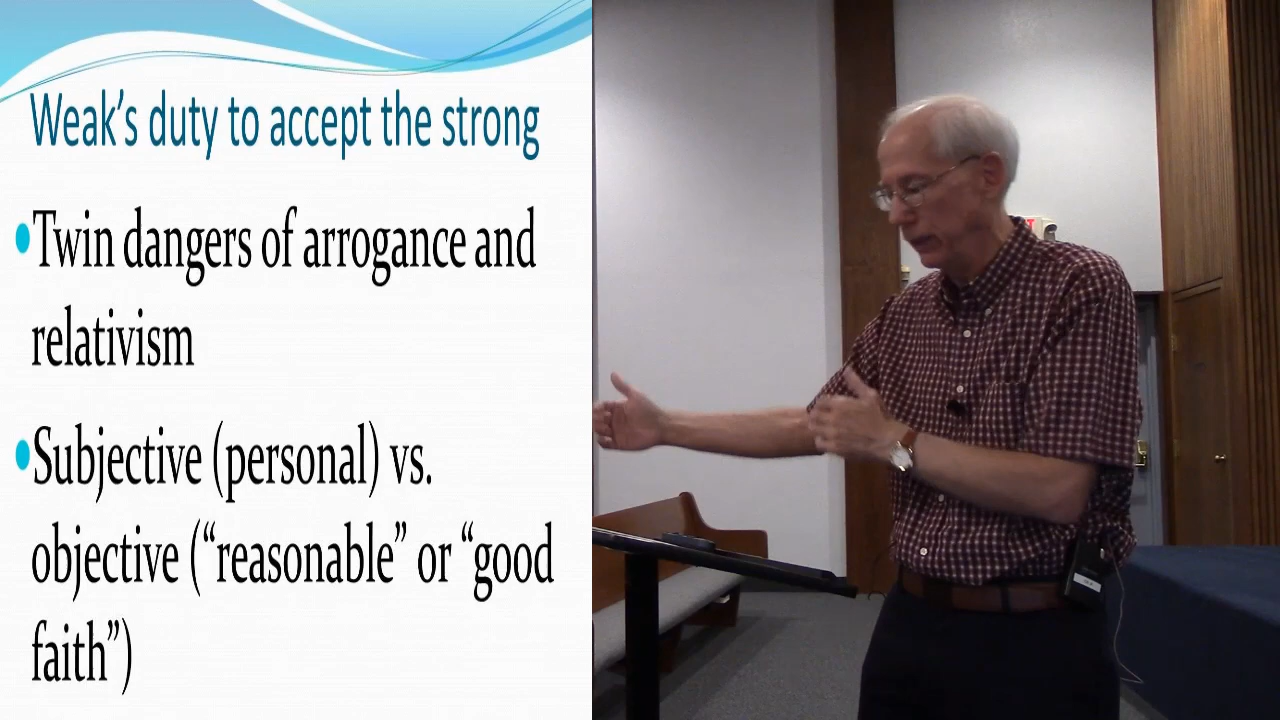 Weak’s duty to accept the strong
•Twin dangers of arrogance and
relativism
•Subjective (personal) vs.
objective (“reasonable” or “good
faith”)